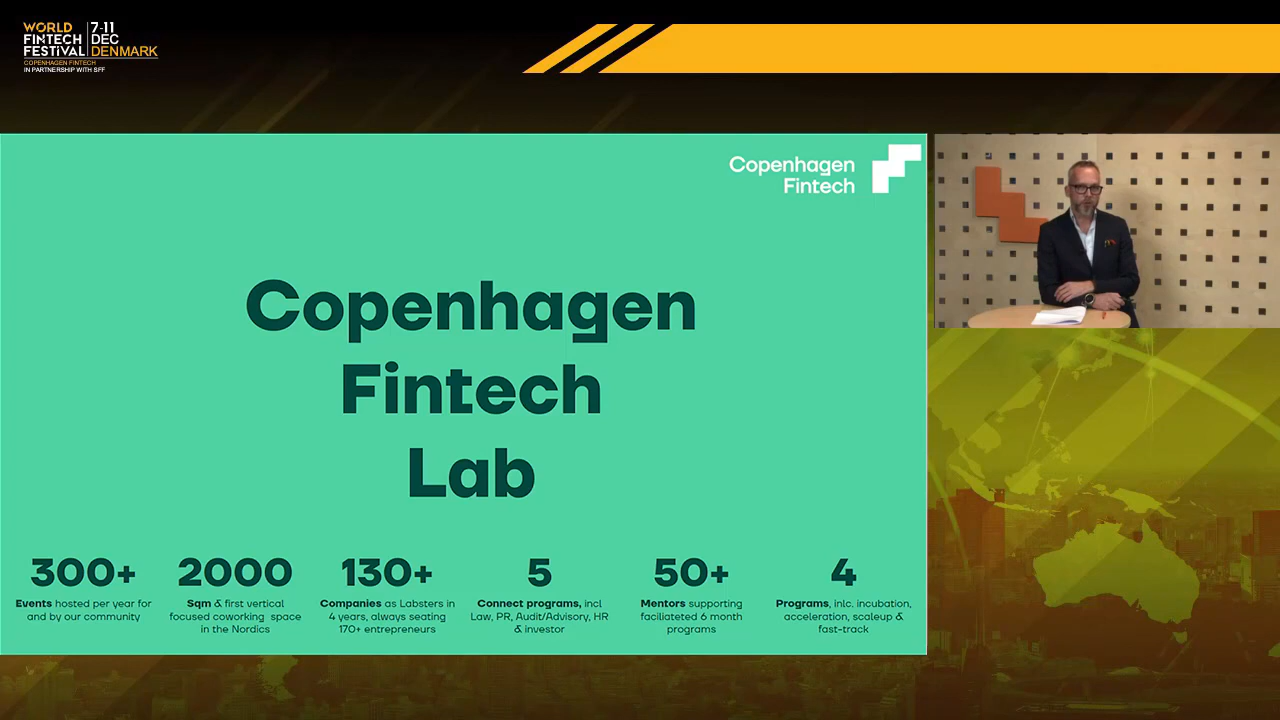 WORLD
FINTECH
FESTIVAL
7-11
DEC
DENMARK
COPENHAGEN FINTECH
IN PARTNERSHIP WITH SFF
Copenhagen
Fintech
Copenhagen
Fintech
Lab
300+
Events hosted per year for
and by our community
2000
Sqm & first vertical
focused coworking space
in the Nordics
130+
Companies as Labsters in
4 years, always seating
170+ entrepreneurs
5
Connect programs, incl
Law, PR, Audit/Advisory, HR
& investor
50+
Mentors supporting
faciliateted 6 month
programs
4
Programs, inlc. incubation,
acceleration, scaleup &
fast-track